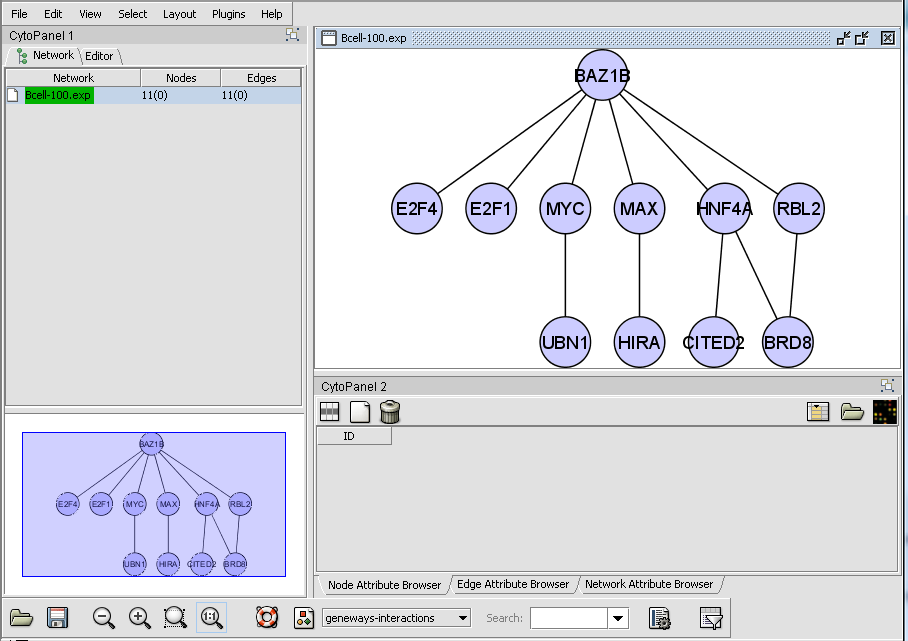 File Edit View Select Layout Plugins Help
CytoPanel 1
Network Editor
Network Nodes Edges
Bcell-100.exp 11(0) 11(0)
Bcell-100.exp
BAZ1B
E2F4 E2F1 MYC MAX HNF4A RBL2
UBN1 HIRA CITED2 BRD8
BAZ1B
E2F4 E2F1 MYC MAX HNF4A RBL2
UBN1 HIRA CITED2 BRD8
CytoPanel 2
ID
Node Attribute Browser Edge Attribute Browser Network Attribute Browser
1:1 geneways-interactions Search: